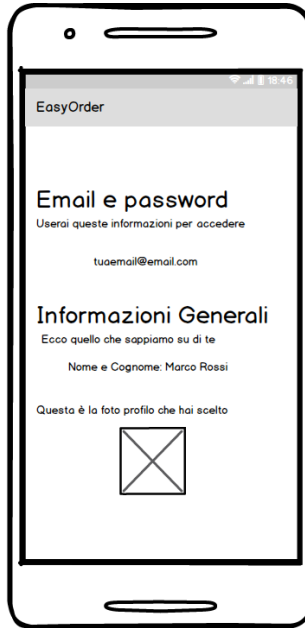 18:46
EasyOrder
Email e password
Userai queste informazioni per accedere
tuaemail@email.com
Informazioni Generali
Ecco quello che sappiamo su di te
Nome e Cognome: Marco Rossi
Questa è la foto profilo che hai scelto